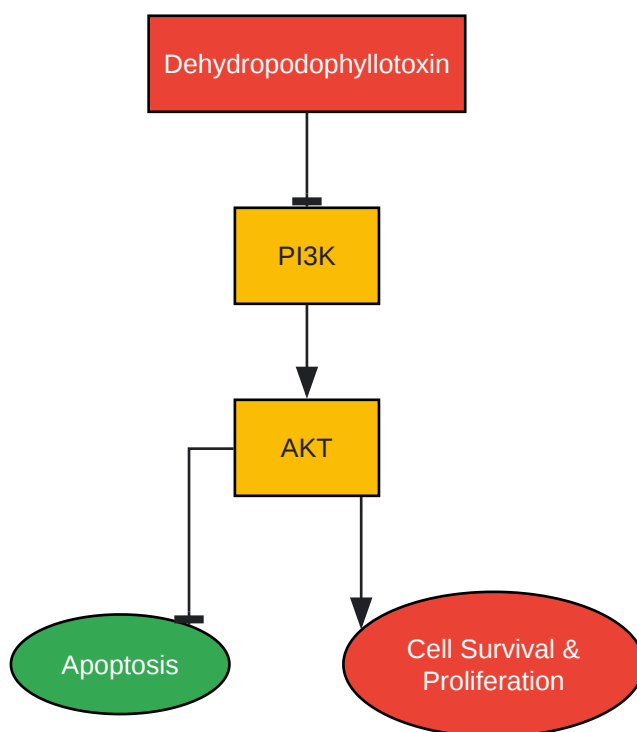 Dehydropodophyllotoxin
PI3K
AKT
Apoptosis
Cell Survival &
Proliferation